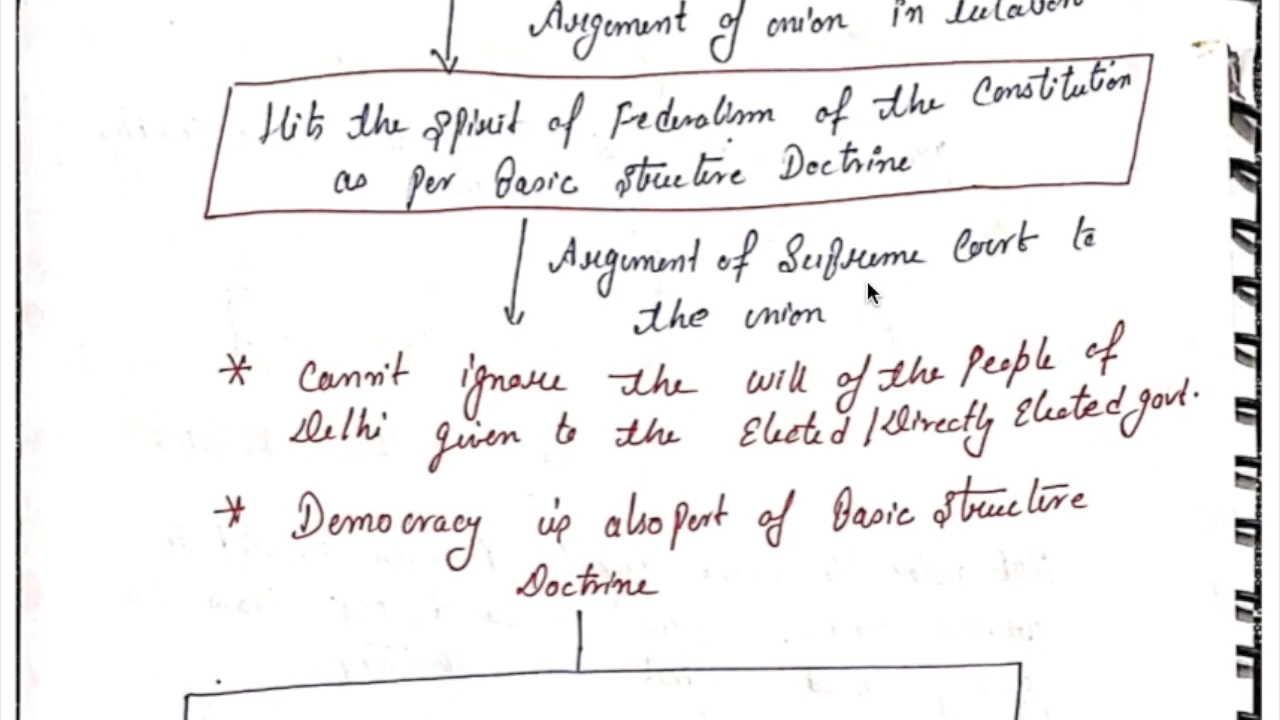 Argument of union in
Hits the Spirit of Federalism of the Constitution
as per Basic Structure Doctrine
Argument of Supreme Court to
the union
* Cannot ignore the will of the People of
Delhi given to the Elected / Directly Elected govt.
* Democracy is also Part of Basic Structure
Doctrine